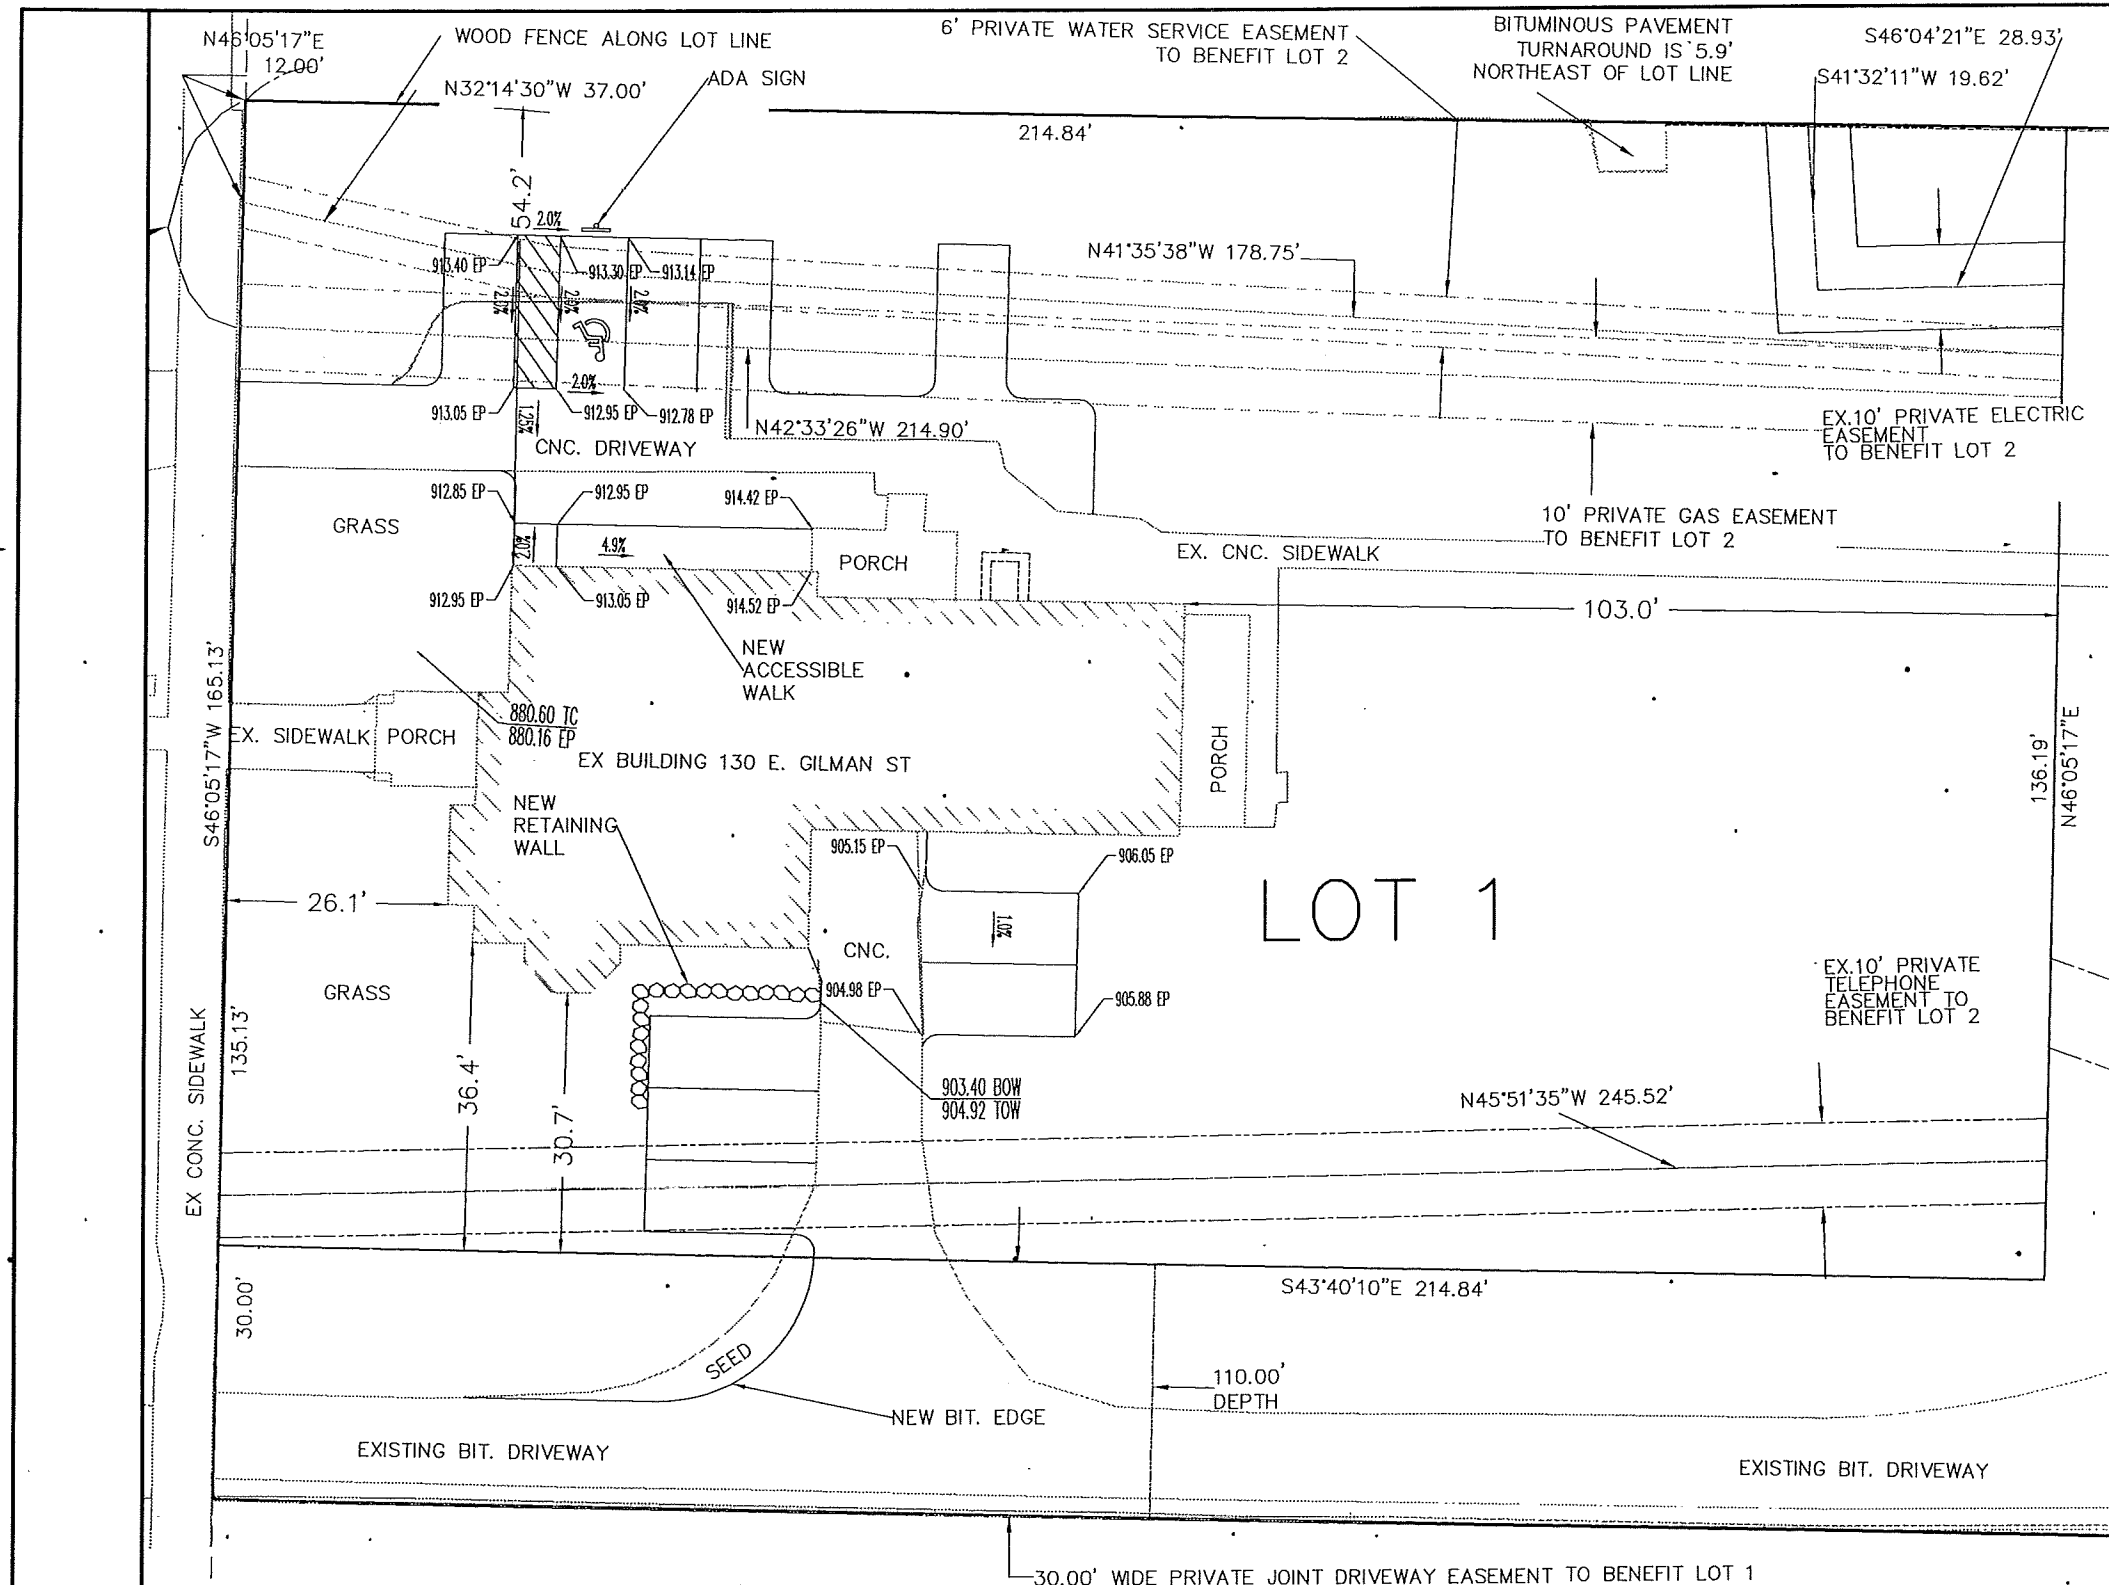 N46°05'17"E
12.00'
WOOD FENCE ALONG LOT LINE
N32°14'30"W 37.00'
ADA SIGN
6' PRIVATE WATER SERVICE EASEMENT
TO BENEFIT LOT 2
BITUMINOUS PAVEMENT
TURNAROUND IS 5.9'
NORTHEAST OF LOT LINE
S46°04'21"E 28.93'
S41°32'11"W 19.62'
214.84'
54.2'
2.0%
913.40 EP
913.30 EP
913.14 EP
2.0%
2.0%
2.0%
N41°35'38"W 178.75'
2.0%
913.05 EP
912.95 EP
912.78 EP
1.25%
N42°33'26"W 214.90'
CNC. DRIVEWAY
EX.10' PRIVATE ELECTRIC
EASEMENT
TO BENEFIT LOT 2
912.85 EP
912.95 EP
914.42 EP
GRASS
10' PRIVATE GAS EASEMENT
TO BENEFIT LOT 2
2.0%
4.9%
PORCH
EX. CNC. SIDEWALK
912.95 EP
913.05 EP
914.52 EP
103.0'
NEW
ACCESSIBLE
WALK
S46°05'17"W 165.13'
880.60 TC
880.16 EP
EX. SIDEWALK
PORCH
EX BUILDING 130 E. GILMAN ST
PORCH
136.19'
N46°05'17"E
NEW
RETAINING
WALL
905.15 EP
906.05 EP
26.1'
LOT 1
1.0%
CNC.
GRASS
904.98 EP
905.88 EP
EX.10' PRIVATE
TELEPHONE
EASEMENT TO
BENEFIT LOT 2
EX CONC. SIDEWALK
135.13'
36.4'
30.7'
903.40 BOW
904.92 TOW
N45°51'35"W 245.52'
30.00'
S43°40'10"E 214.84'
SEED
110.00'
DEPTH
NEW BIT. EDGE
EXISTING BIT. DRIVEWAY
EXISTING BIT. DRIVEWAY
30.00' WIDE PRIVATE JOINT DRIVEWAY EASEMENT TO BENEFIT LOT 1